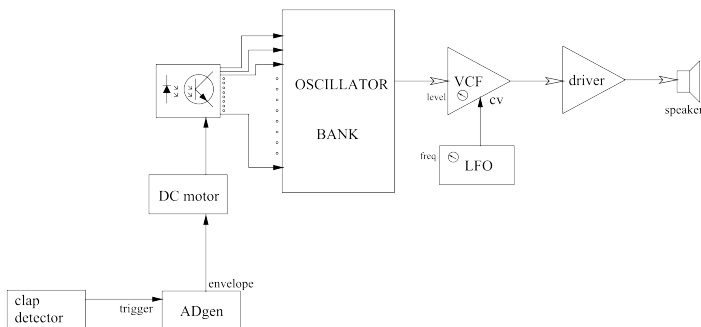 OSCILLATOR
BANK
VCF
level
cv
driver
speaker
freq
LFO
DC motor
envelope
clap
detector
trigger
ADgen